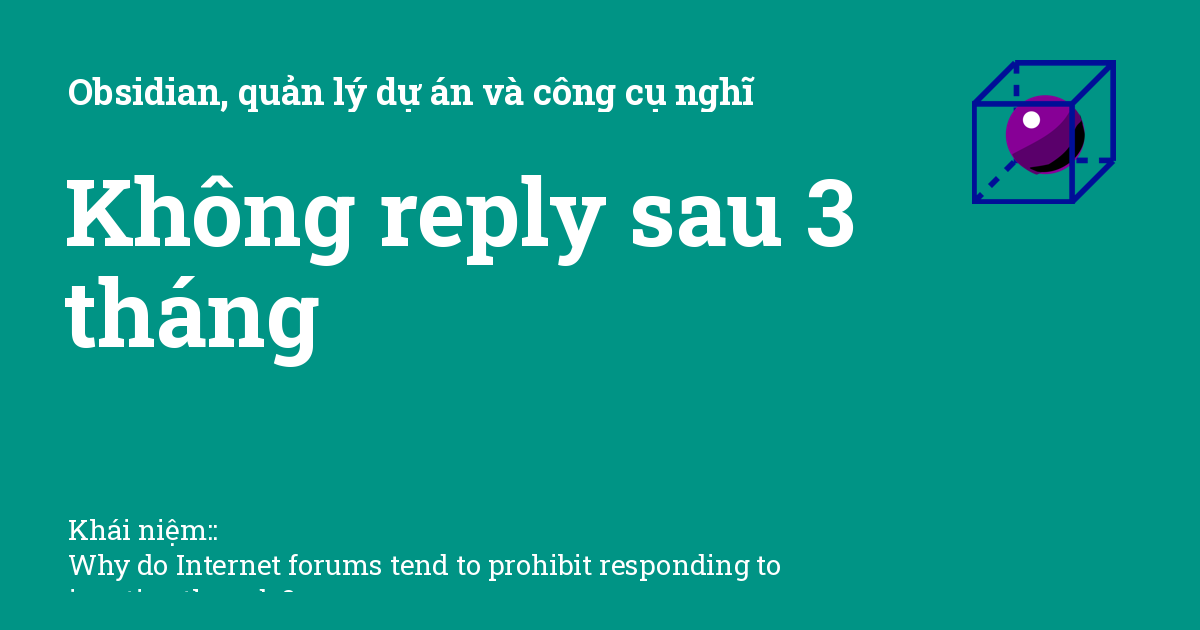 Obsidian, quản lý dự án và công cụ nghĩ
Không reply sau 3
tháng
Khái niệm::
Why do Internet forums tend to prohibit responding to